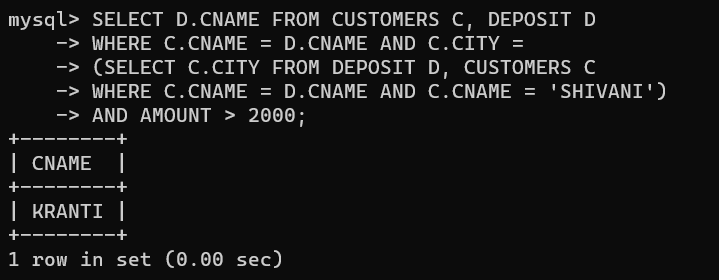 mysql> SELECT D.CNAME FROM CUSTOMERS C, DEPOSIT D
    -> WHERE C.CNAME = D.CNAME AND C.CITY =
    -> (SELECT C.CITY FROM DEPOSIT D, CUSTOMERS C
    -> WHERE C.CNAME = D.CNAME AND C.CNAME = 'SHIVANI')
    -> AND AMOUNT > 2000;
+--------+
| CNAME  |
+--------+
| KRANTI |
+--------+
1 row in set (0.00 sec)